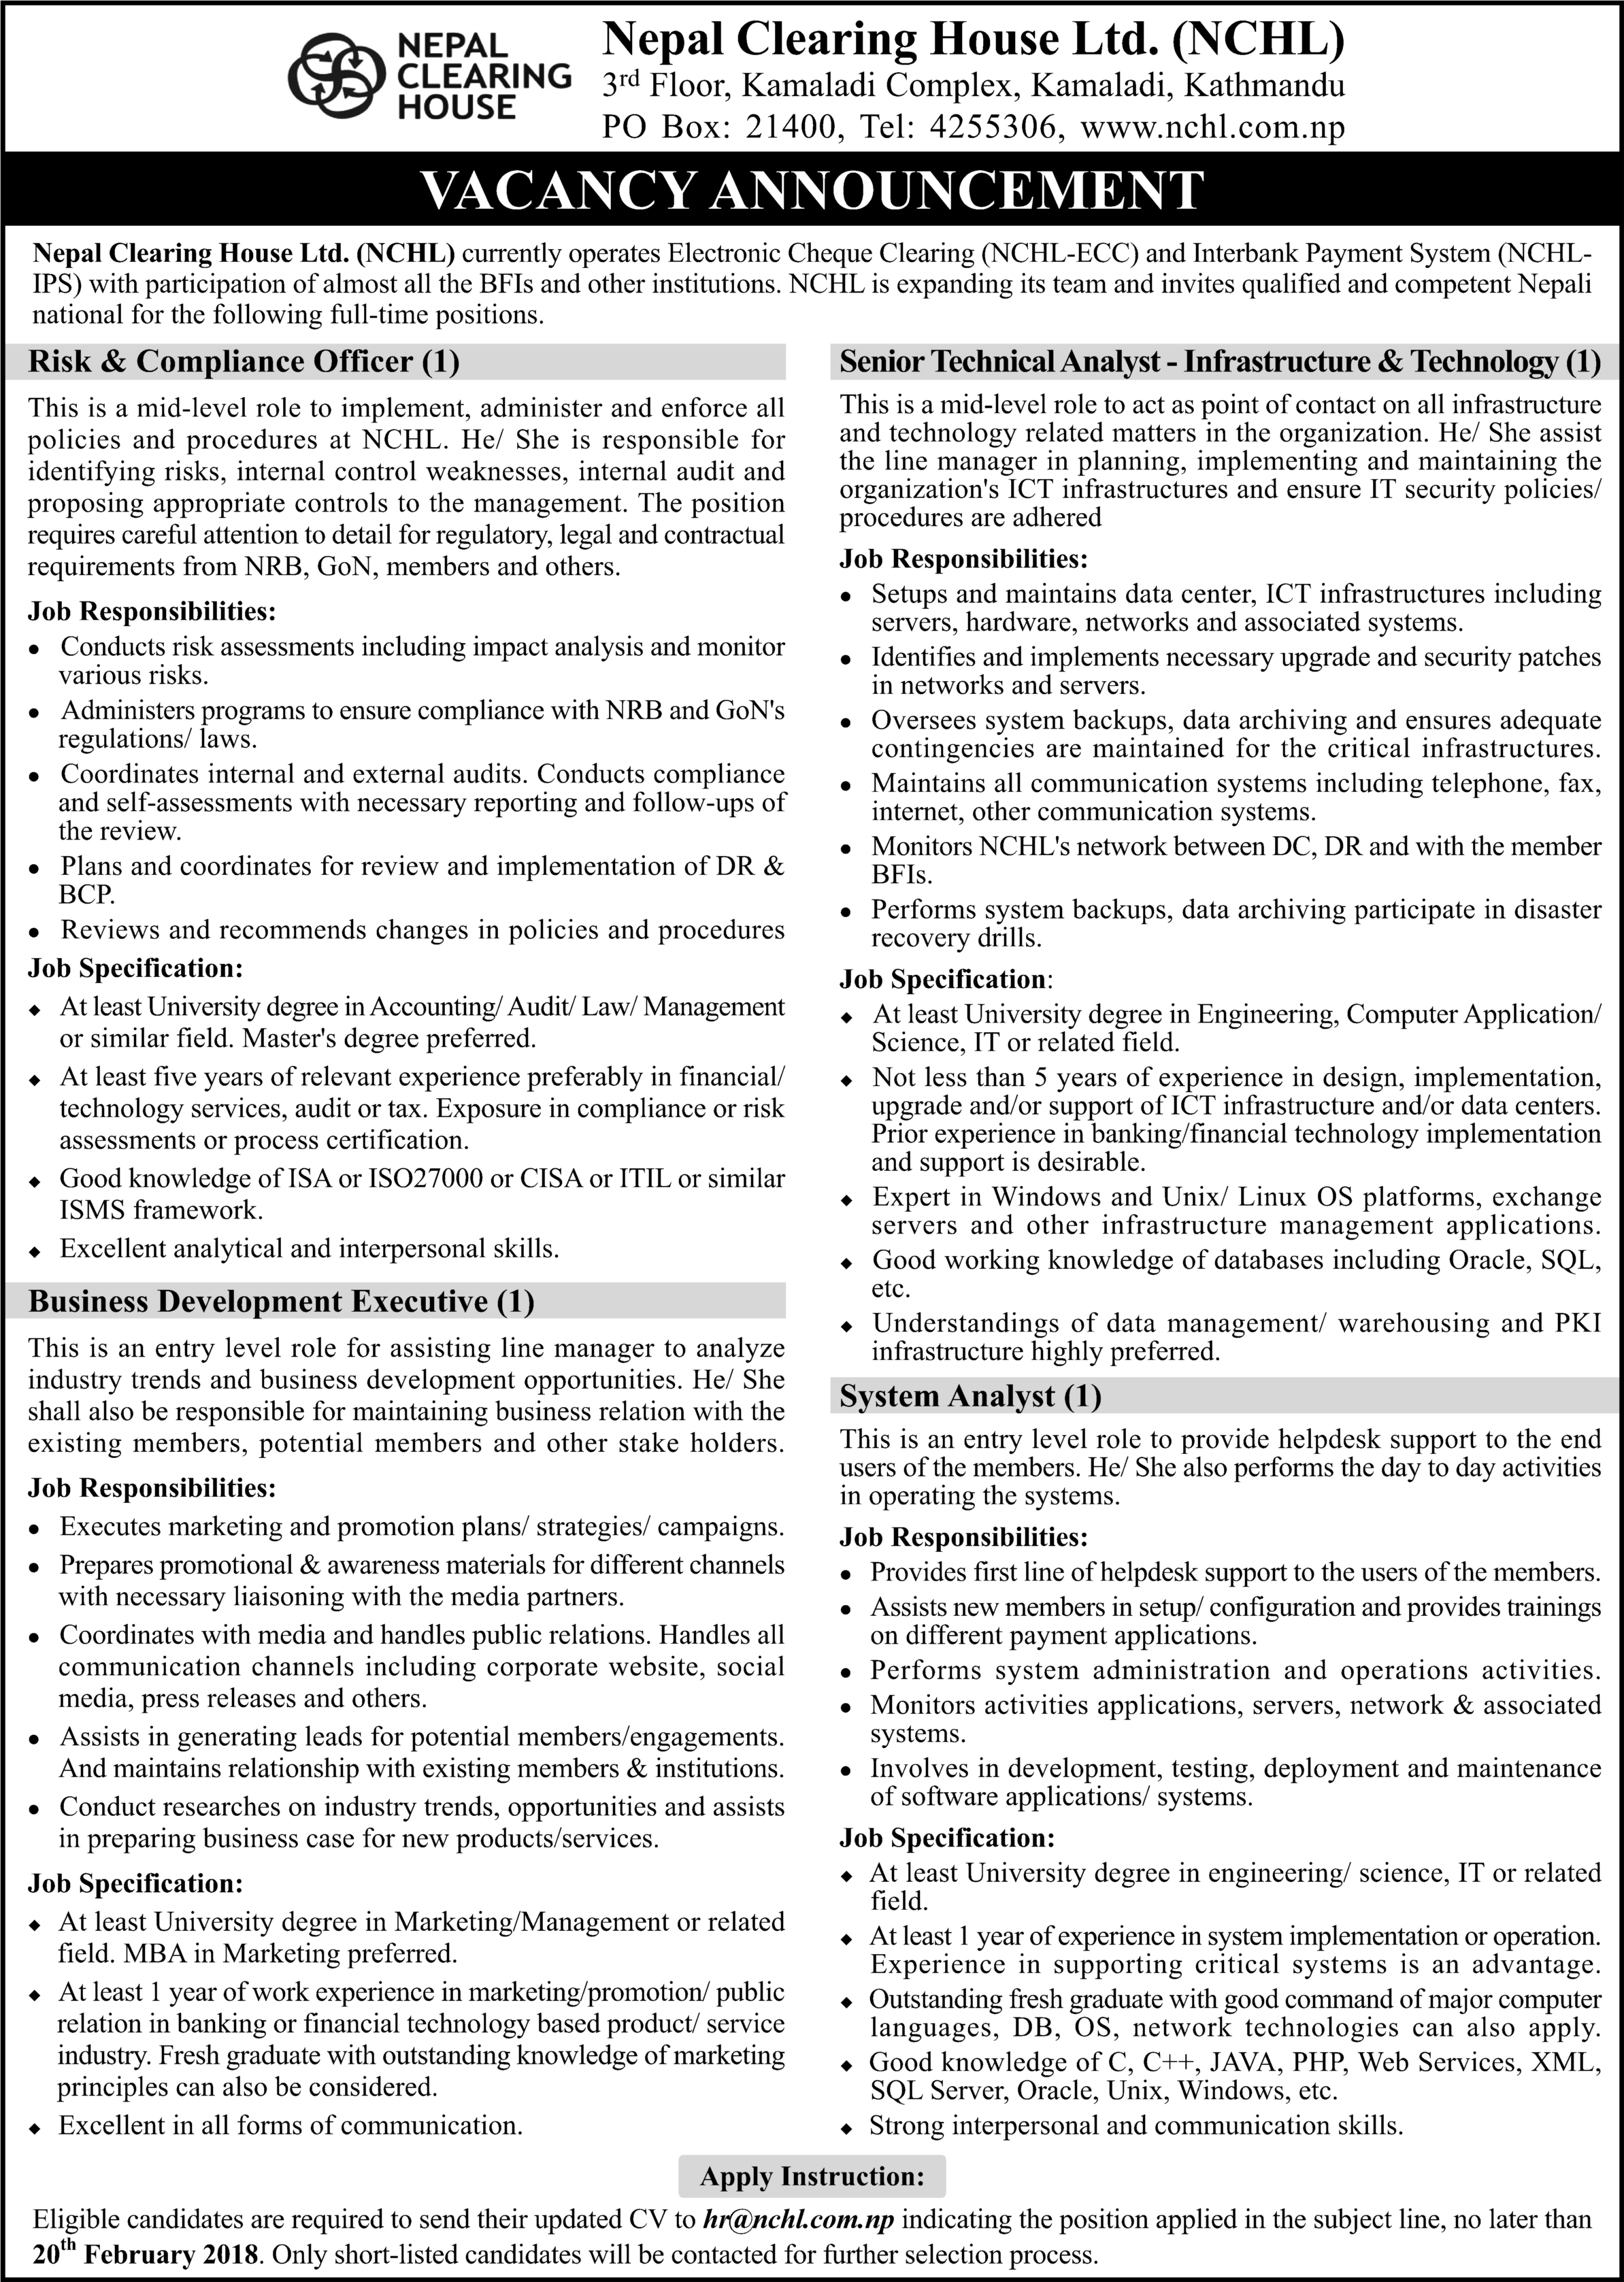 NEPAL
CLEARING
HOUSE
Nepal Clearing House Ltd. (NCHL)
3rd Floor, Kamaladi Complex, Kamaladi, Kathmandu
PO Box: 21400, Tel: 4255306, www.nchl.com.np
VACANCY ANNOUNCEMENT
Nepal Clearing House Ltd. (NCHL) currently operates Electronic Cheque Clearing (NCHL-ECC) and Interbank Payment System (NCHL-
IPS) with participation of almost all the BFIs and other institutions. NCHL is expanding its team and invites qualified and competent Nepali
national for the following full-time positions.
Risk & Compliance Officer (1)
This is a mid-level role to implement, administer and enforce all
policies and procedures at NCHL. He/ She is responsible for
identifying risks, internal control weaknesses, internal audit and
proposing appropriate controls to the management. The position
requires careful attention to detail for regulatory, legal and contractual
requirements from NRB, GoN, members and others.
Job Responsibilities:
• Conducts risk assessments including impact analysis and monitor
various risks.
• Administers programs to ensure compliance with NRB and GoN's
regulations/ laws.
• Coordinates internal and external audits. Conducts compliance
and self-assessments with necessary reporting and follow-ups of
the review.
• Plans and coordinates for review and implementation of DR &
BCP.
• Reviews and recommends changes in policies and procedures
Job Specification:
◆ At least University degree in Accounting/ Audit/ Law/ Management
or similar field. Master's degree preferred.
◆ At least five years of relevant experience preferably in financial/
technology services, audit or tax. Exposure in compliance or risk
assessments or process certification.
◆ Good knowledge of ISA or ISO27000 or CISA or ITIL or similar
ISMS framework.
◆ Excellent analytical and interpersonal skills.
Business Development Executive (1)
This is an entry level role for assisting line manager to analyze
industry trends and business development opportunities. He/ She
shall also be responsible for maintaining business relation with the
existing members, potential members and other stake holders.
Job Responsibilities:
• Executes marketing and promotion plans/ strategies/ campaigns.
• Prepares promotional & awareness materials for different channels
with necessary liaisoning with the media partners.
• Coordinates with media and handles public relations. Handles all
communication channels including corporate website, social
media, press releases and others.
• Assists in generating leads for potential members/engagements.
And maintains relationship with existing members & institutions.
• Conduct researches on industry trends, opportunities and assists
in preparing business case for new products/services.
Job Specification:
◆ At least University degree in Marketing/Management or related
field. MBA in Marketing preferred.
◆ At least 1 year of work experience in marketing/promotion/ public
relation in banking or financial technology based product/ service
industry. Fresh graduate with outstanding knowledge of marketing
principles can also be considered.
◆ Excellent in all forms of communication.
Senior Technical Analyst - Infrastructure & Technology (1)
This is a mid-level role to act as point of contact on all infrastructure
and technology related matters in the organization. He/ She assist
the line manager in planning, implementing and maintaining the
organization's ICT infrastructures and ensure IT security policies/
procedures are adhered
Job Responsibilities:
• Setups and maintains data center, ICT infrastructures including
servers, hardware, networks and associated systems.
• Identifies and implements necessary upgrade and security patches
in networks and servers.
• Oversees system backups, data archiving and ensures adequate
contingencies are maintained for the critical infrastructures.
• Maintains all communication systems including telephone, fax,
internet, other communication systems.
• Monitors NCHL's network between DC, DR and with the member
BFIs.
• Performs system backups, data archiving participate in disaster
recovery drills.
Job Specification:
◆ At least University degree in Engineering, Computer Application/
Science, IT or related field.
◆ Not less than 5 years of experience in design, implementation,
upgrade and/or support of ICT infrastructure and/or data centers.
Prior experience in banking/financial technology implementation
and support is desirable.
◆ Expert in Windows and Unix/ Linux OS platforms, exchange
servers and other infrastructure management applications.
◆ Good working knowledge of databases including Oracle, SQL,
etc.
◆ Understandings of data management/ warehousing and PKI
infrastructure highly preferred.
System Analyst (1)
This is an entry level role to provide helpdesk support to the end
users of the members. He/ She also performs the day to day activities
in operating the systems.
Job Responsibilities:
• Provides first line of helpdesk support to the users of the members.
• Assists new members in setup/ configuration and provides trainings
on different payment applications.
• Performs system administration and operations activities.
• Monitors activities applications, servers, network & associated
systems.
• Involves in development, testing, deployment and maintenance
of software applications/ systems.
Job Specification:
◆ At least University degree in engineering/ science, IT or related
field.
◆ At least 1 year of experience in system implementation or operation.
Experience in supporting critical systems is an advantage.
◆ Outstanding fresh graduate with good command of major computer
languages, DB, OS, network technologies can also apply.
◆ Good knowledge of C, C++, JAVA, PHP, Web Services, XML,
SQL Server, Oracle, Unix, Windows, etc.
◆ Strong interpersonal and communication skills.
Apply Instruction:
Eligible candidates are required to send their updated CV to hr@nchl.com.np indicating the position applied in the subject line, no later than
20th February 2018. Only short-listed candidates will be contacted for further selection process.